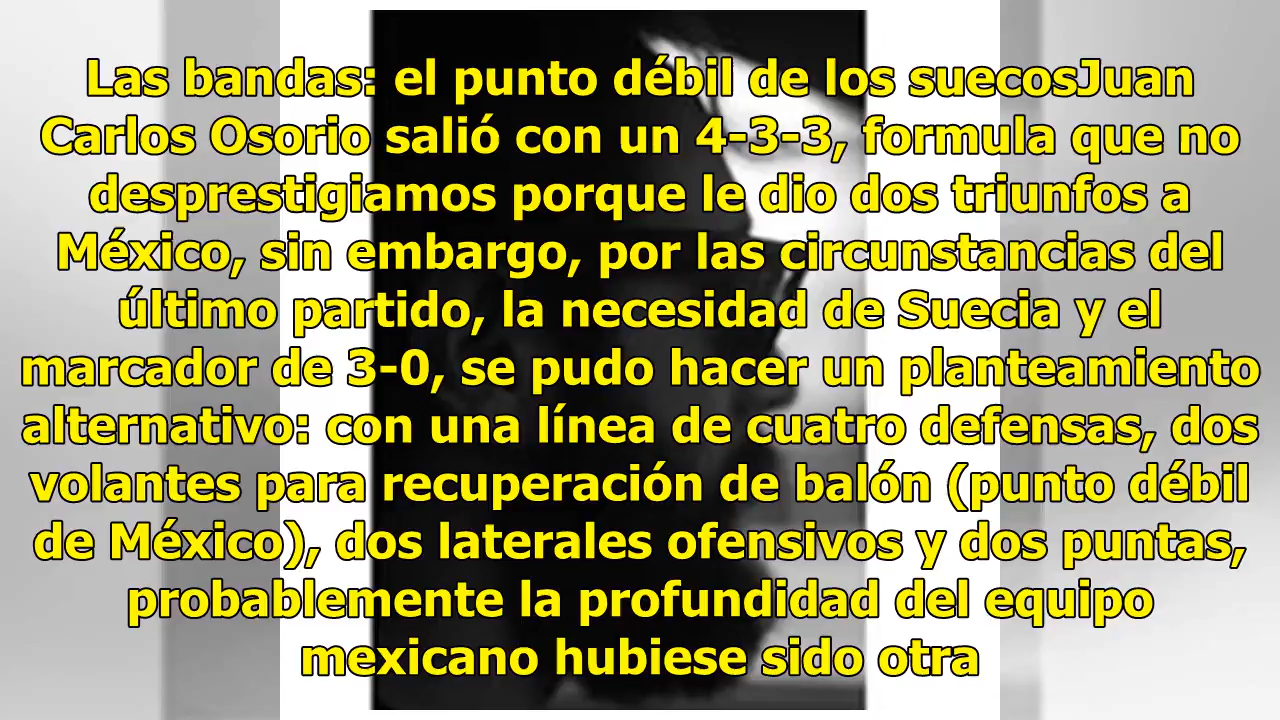 Las bandas: el punto débil de los suecosJuan
Carlos Osorio salió con un 4-3-3, formula que no
desprestigiamos porque le dio dos triunfos a
México, sin embargo, por las circunstancias del
último partido, la necesidad de Suecia y el
marcador de 3-0, se pudo hacer un planteamiento
alternativo: con una línea de cuatro defensas, dos
volantes para recuperación de balón (punto débil
de México), dos laterales ofensivos y dos puntas,
probablemente la profundidad del equipo
mexicano hubiese sido otra